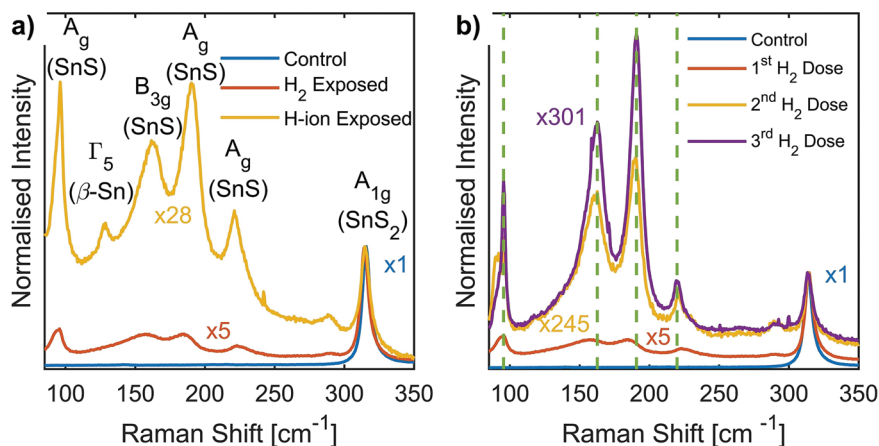 a)
Normalised Intensity
A_g
(SnS)
Γ_5
(β-Sn)
B_3g
(SnS)
A_g
(SnS)
A_g
(SnS)
A_1g
(SnS_2)
Control
H_2 Exposed
H-ion Exposed
x28
x5
x1
100 150 200 250 300 350
Raman Shift [cm^-1]
b)
Normalised Intensity
Control
1^st H_2 Dose
2^nd H_2 Dose
3^rd H_2 Dose
x301
x245
x5
x1
100 150 200 250 300 350
Raman Shift [cm^-1]